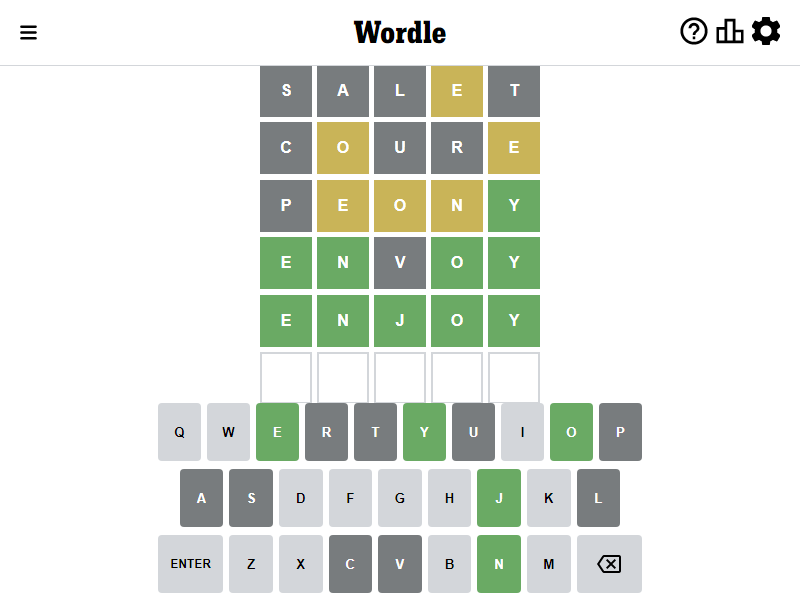 Wordle
S A L E T
C O U R E
P E O N Y
E N V O Y
E N J O Y
Q W E R T Y U I O P
A S D F G H J K L
ENTER Z X C V B N M